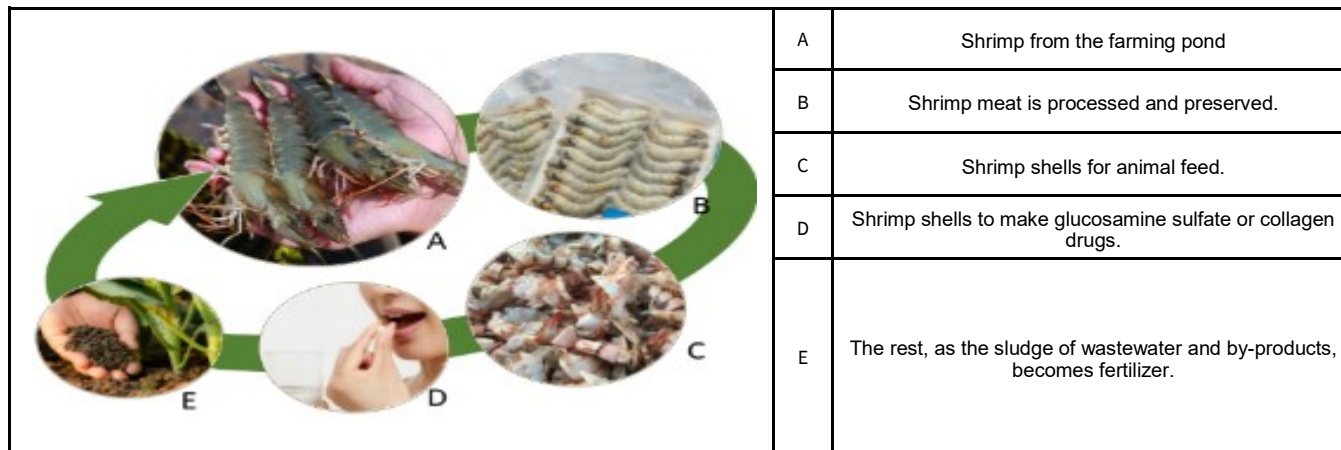 A
B
C
D
E
A Shrimp from the farming pond
B Shrimp meat is processed and preserved.
C Shrimp shells for animal feed.
D Shrimp shells to make glucosamine sulfate or collagen
drugs.
E The rest, as the sludge of wastewater and by-products,
becomes fertilizer.